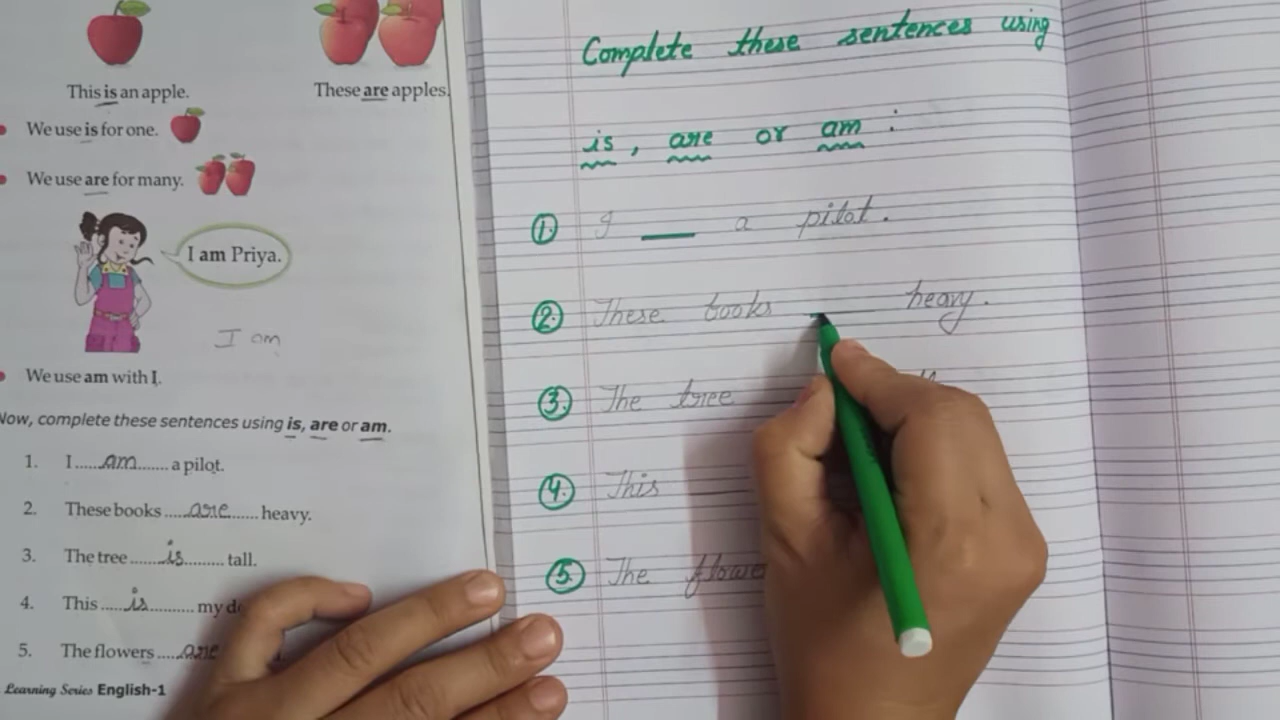 This is an apple.
These are apples.
We use is for one.
We use are for many.
I am Priya.
I am
We use am with I.
Now, complete these sentences using is, are or am.
1. I ......am...... a pilot.
2. These books ......are...... heavy.
3. The tree ......is...... tall.
4. This ......is...... my
5. The flowers ......are
Learning Series English-1
Complete these sentences using
is, are or am :
1. I ___ a pilot.
2. These books ___ heavy.
3. The tree
4. This
5. The